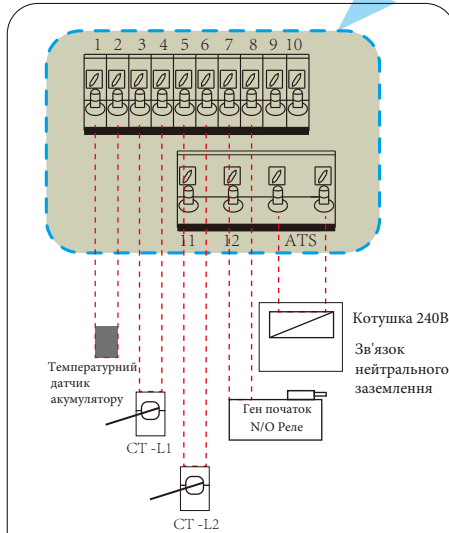 1 2 3 4 5 6 7 8 9 10
11 12 ATS
Котушка 240В
Зв'язок
нейтрального
заземлення
Температурний
датчик
акумулятору
Ген початок
N/O Реле
CT -L1
CT -L2